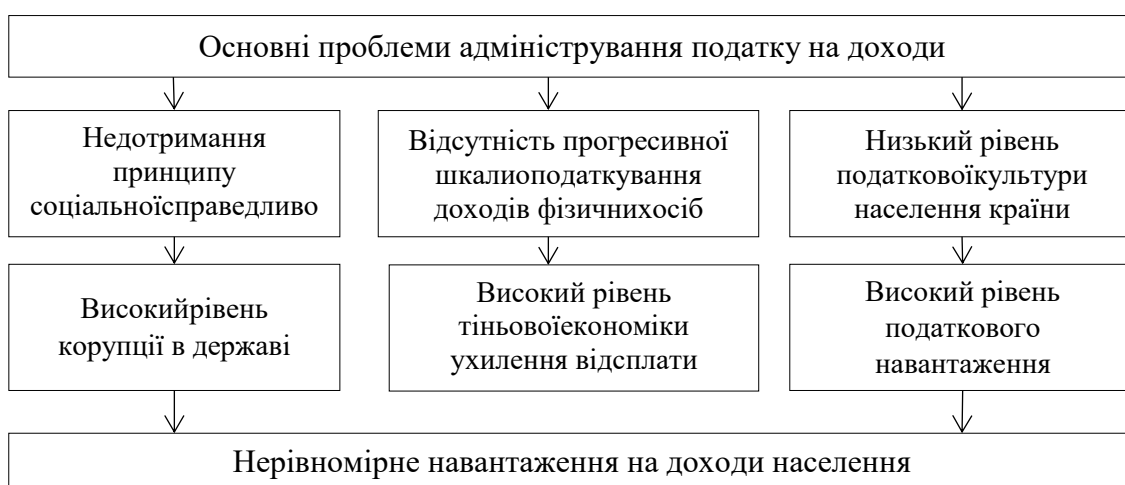 Основні проблеми адміністрування податку на доходи
Недотримання
принципу
соціальноїсправедливо
Відсутність прогресивної
шкалиоподаткування
доходів фізичнихосіб
Низький рівень
податковоїкультури
населення країни
Високийрівень
корупції в державі
Високий рівень
тіньовоїекономіки
ухилення відсплати
Високий рівень
податкового
навантаження
Нерівномірне навантаження на доходи населення